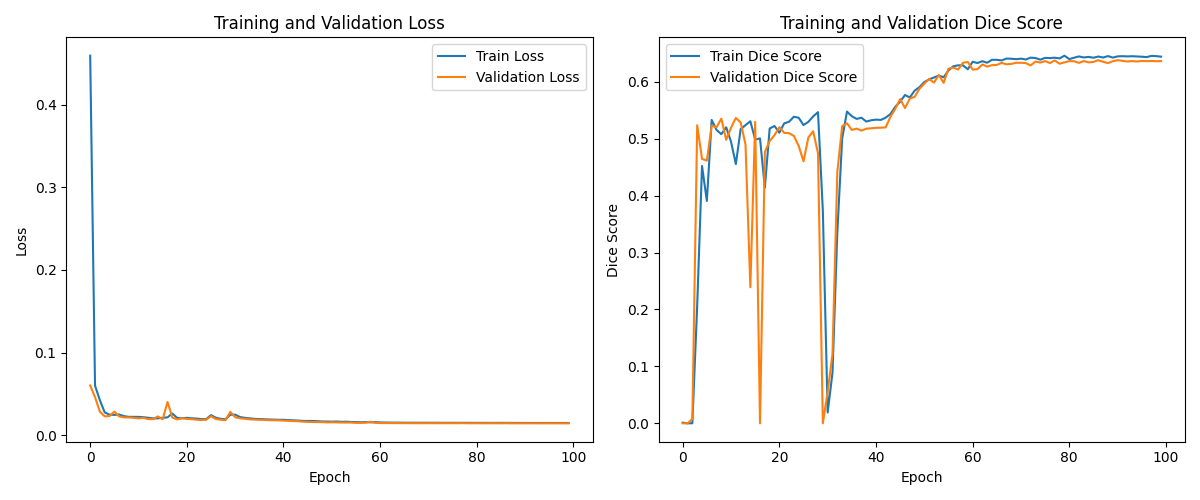 Training and Validation Loss
Train Loss
Validation Loss
Loss
0.4
0.3
0.2
0.1
0.0
0 20 40 60 80 100
Epoch
Training and Validation Dice Score
Train Dice Score
Validation Dice Score
Dice Score
0.6
0.5
0.4
0.3
0.2
0.1
0.0
0 20 40 60 80 100
Epoch